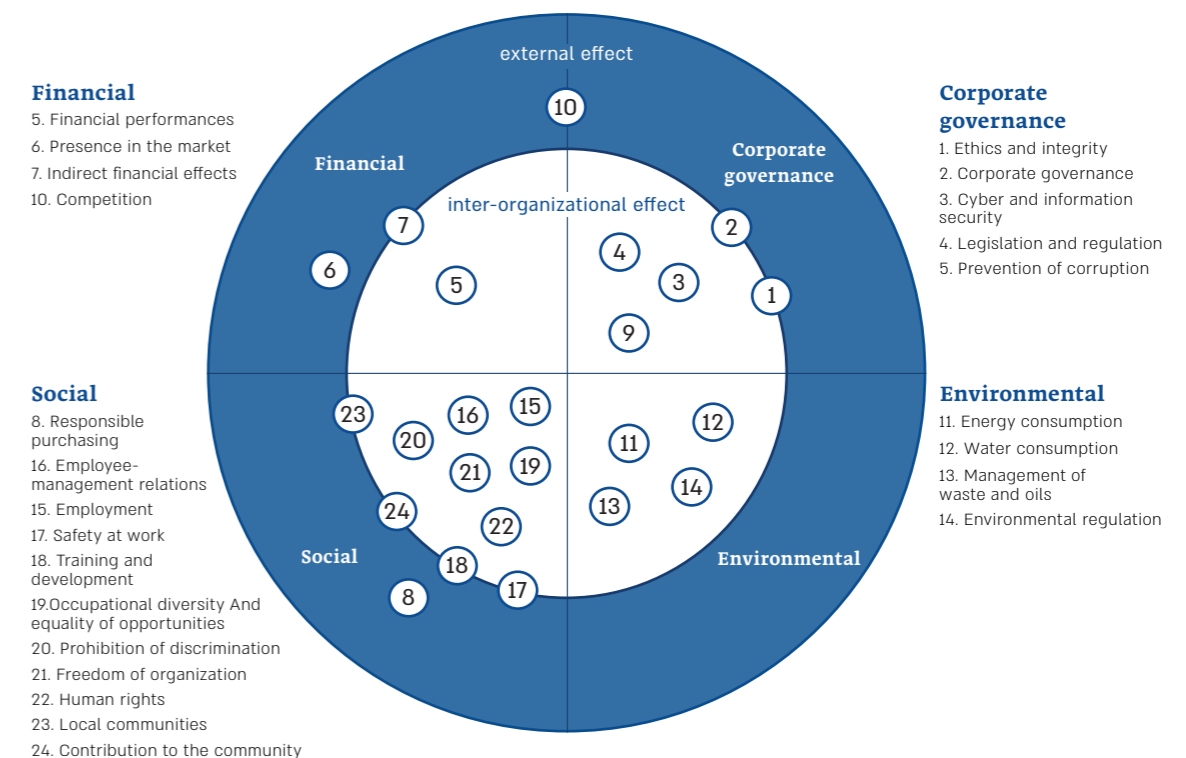 Financial
5. Financial performances
6. Presence in the market
7. Indirect financial effects
10. Competition
Social
8. Responsible
purchasing
16. Employee-
management relations
15. Employment
17. Safety at work
18. Training and
development
19.Occupational diversity And
equality of opportunities
20. Prohibition of discrimination
21. Freedom of organization
22. Human rights
23. Local communities
24. Contribution to the community
external effect
10
Financial
Corporate
governance
inter-organizational effect
7
2
4
6
5
3
1
9
23
16
15
12
20
11
21
19
14
24
13
22
Social
Environmental
18
17
8
Corporate
governance
1. Ethics and integrity
2. Corporate governance
3. Cyber and information
security
4. Legislation and regulation
5. Prevention of corruption
Environmental
11. Energy consumption
12. Water consumption
13. Management of
waste and oils
14. Environmental regulation